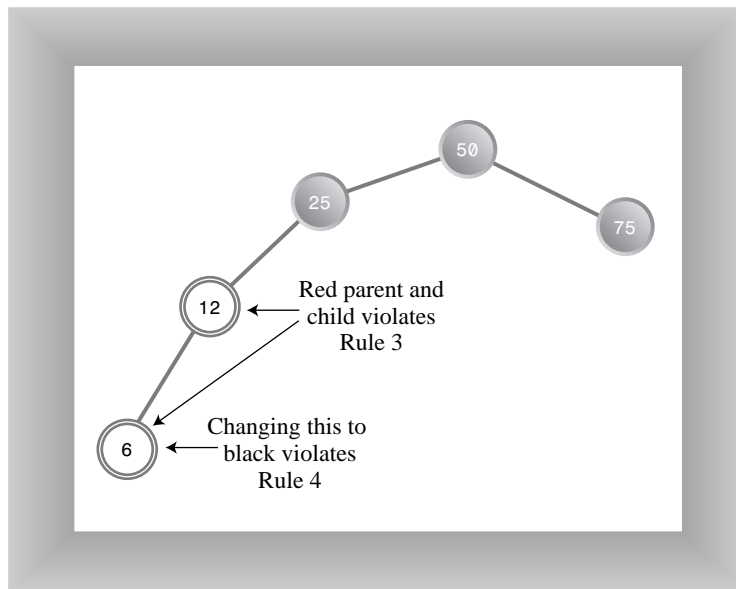 50
25
75
12
Red parent and
child violates
Rule 3
6
Changing this to
black violates
Rule 4